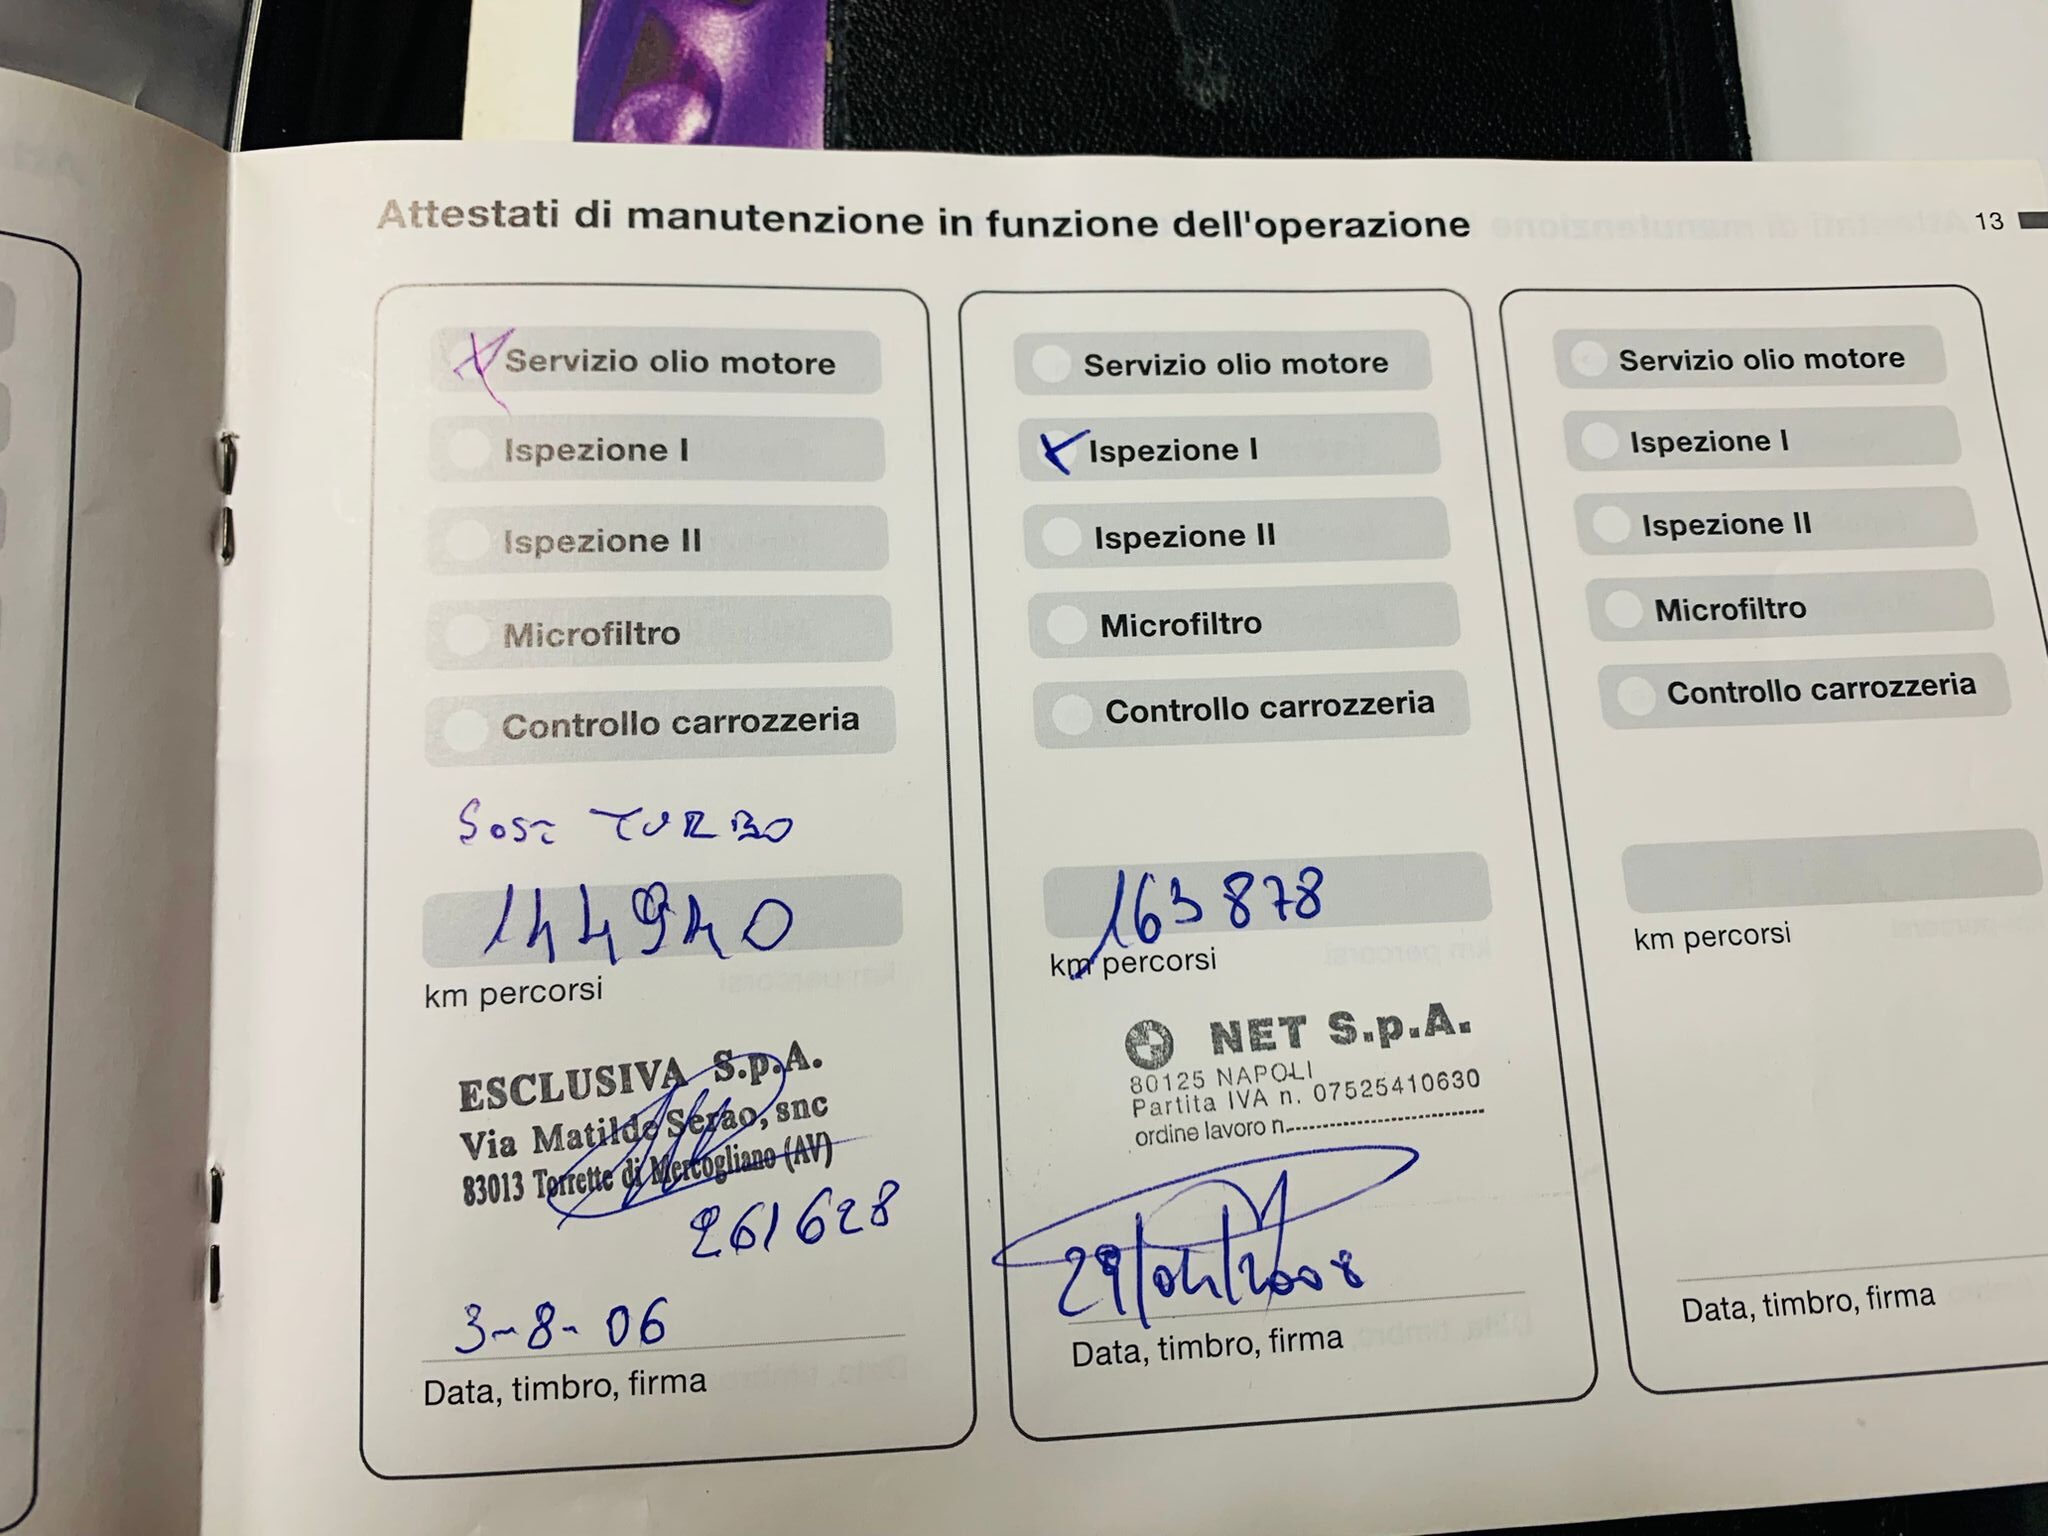 Attestati di manutenzione in funzione dell'operazione
13
Servizio olio motore
Ispezione I
Ispezione II
Microfiltro
Controllo carrozzeria
SOST TURBO
144940
km percorsi
ESCLUSIVA S.p.A.
Via Matilde Serao, snc
83013 Torrette di Mercogliano (AV)
261628
3-8-06
Data, timbro, firma
Servizio olio motore
Ispezione I
Ispezione II
Microfiltro
Controllo carrozzeria
163878
km percorsi
NET S.p.A.
80125 NAPOLI
Partita IVA n. 07525410630
ordine lavoro n.
Data, timbro, firma
Servizio olio motore
Ispezione I
Ispezione II
Microfiltro
Controllo carrozzeria
km percorsi
Data, timbro, firma